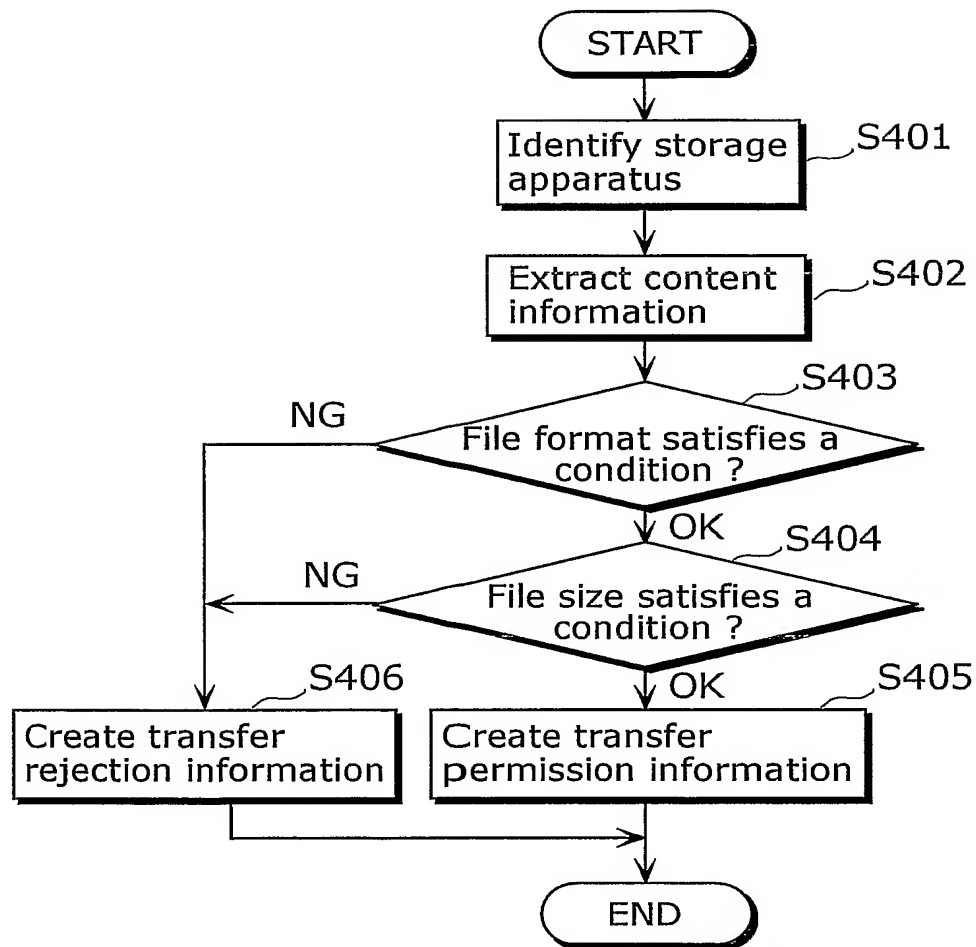 START
Identify storage
apparatus
S401
Extract content
information
S402
S403
NG
File format satisfies a
condition ?
OK
S404
NG
File size satisfies a
condition ?
OK
S406
S405
Create transfer
rejection information
Create transfer
permission information
END